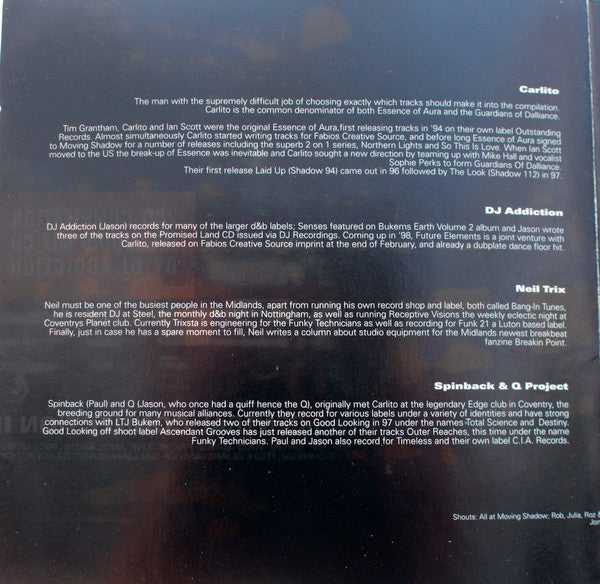 Carlito
The man with the supremely difficult job of choosing exactly which tracks should make it into the compilation.
Carlito is the common denominator of both Essence of Aura and the Guardians of Dalliance.
Tim Grantham, Carlito and Ian Scott were the original Essence of Aura,first releasing tracks in '94 on their own label Outstanding
Records. Almost simultaneously Carlito started writing tracks for Fabios Creative Source, and before long Essence of Aura signed
to Moving Shadow for a number of releases including the superb 2 on 1 series, Northern Lights and So This Is Love. When Ian Scott
moved to the US the break-up of Essence was inevitable and Carlito sought a new direction by teaming up with Mike Hall and vocalist
Sophie Perks to form Guardians Of Dalliance.
Their first release Laid Up (Shadow 94) came out in 96 followed by The Look (Shadow 112) in 97.
DJ Addiction
DJ Addiction (Jason) records for many of the larger d&b labels; Senses featured on Bukems Earth Volume 2 album and Jason wrote
three of the tracks on the Promised Land CD issued via DJ Recordings. Coming up in '98, Future Elements is a joint venture with
Carlito, released on Fabios Creative Source imprint at the end of February, and already a dubplate dance floor hit.
Neil Trix
Neil must be one of the busiest people in the Midlands, apart from running his own record shop and label, both called Bang-In Tunes,
he is resident DJ at Steel, the monthly d&b night in Nottingham, as well as running Receptive Visions the weekly eclectic night at
Coventrys Planet club. Currently Trixsta is engineering for the Funky Technicians as well as recording for Funk 21 a Luton based label.
Finally, just in case he has a spare moment to fill, Neil writes a column about studio equipment for the Midlands newest breakbeat
fanzine Breakin Point.
Spinback & Q Project
Spinback (Paul) and Q (Jason, who once had a quiff hence the Q), originally met Carlito at the legendary Edge club in Coventry, the
breeding ground for many musical alliances. Currently they record for various labels under a variety of identities and have strong
connections with LTJ Bukem, who released two of their tracks on Good Looking in 97 under the names Total Science and Destiny.
Good Looking off shoot label Ascendant Grooves has just released another of their tracks Outer Reaches, this time under the name
Funky Technicians. Paul and Jason also record for Timeless and their own label C.I.A. Records.
Shouts: All at Moving Shadow; Rob, Julia, Roz &